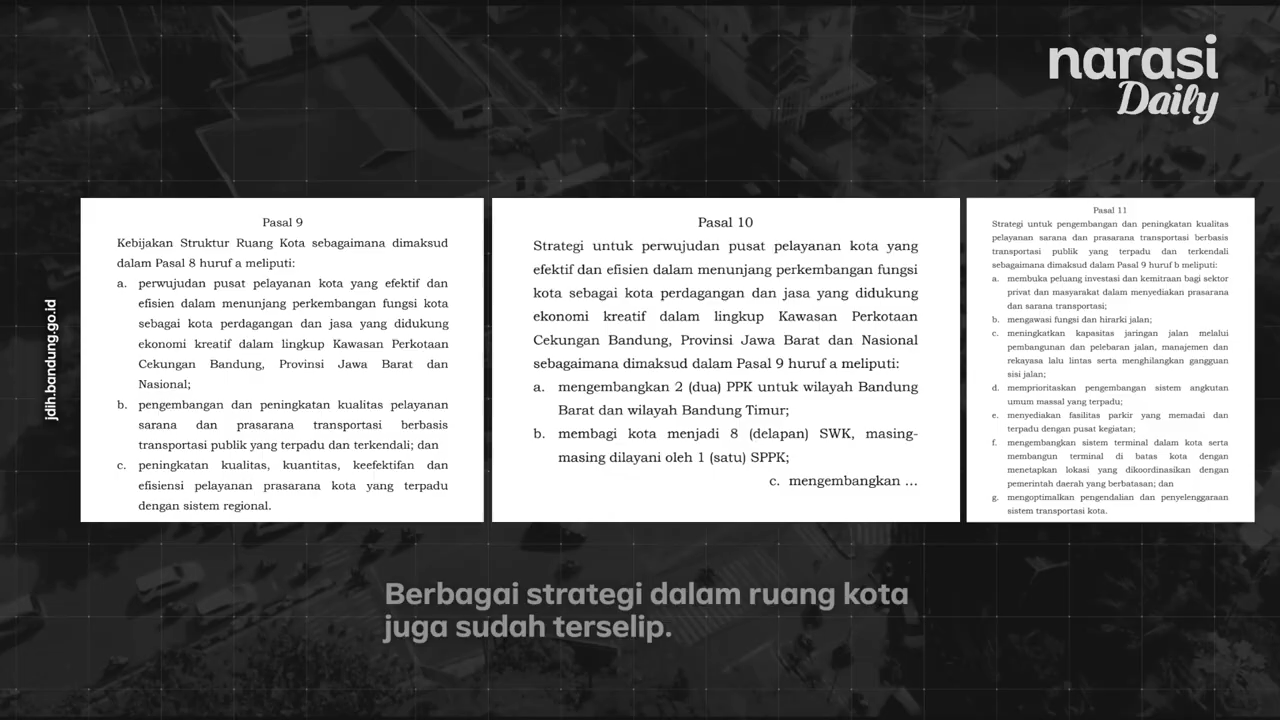 narasi
Daily
jdih.bandung.go.id
Pasal 9
Kebijakan Struktur Ruang Kota sebagaimana dimaksud
dalam Pasal 8 huruf a meliputi:
a. perwujudan pusat pelayanan kota yang efektif dan
efisien dalam menunjang perkembangan fungsi kota
sebagai kota perdagangan dan jasa yang didukung
ekonomi kreatif dalam lingkup Kawasan Perkotaan
Cekungan Bandung, Provinsi Jawa Barat dan
Nasional;
b. pengembangan dan peningkatan kualitas pelayanan
sarana dan prasarana transportasi berbasis
transportasi publik yang terpadu dan terkendali; dan
c. peningkatan kualitas, kuantitas, keefektifan dan
efisiensi pelayanan prasarana kota yang terpadu
dengan sistem regional.
Pasal 10
Strategi untuk perwujudan pusat pelayanan kota yang
efektif dan efisien dalam menunjang perkembangan fungsi
kota sebagai kota perdagangan dan jasa yang didukung
ekonomi kreatif dalam lingkup Kawasan Perkotaan
Cekungan Bandung, Provinsi Jawa Barat dan Nasional
sebagaimana dimaksud dalam Pasal 9 huruf a meliputi:
a. mengembangkan 2 (dua) PPK untuk wilayah Bandung
Barat dan wilayah Bandung Timur;
b. membagi kota menjadi 8 (delapan) SWK, masing-
masing dilayani oleh 1 (satu) SPPK;
c. mengembangkan ...
Pasal 11
Strategi untuk pengembangan dan peningkatan kualitas
pelayanan sarana dan prasarana transportasi berbasis
transportasi publik yang terpadu dan terkendali
sebagaimana dimaksud dalam Pasal 9 huruf b meliputi:
a. membuka peluang investasi dan kemitraan bagi sektor
privat dan masyarakat dalam menyediakan prasarana
dan sarana transportasi;
b. mengawasi fungsi dan hirarki jalan;
c. meningkatkan kapasitas jaringan jalan melalui
pembangunan dan pelebaran jalan, manajemen dan
rekayasa lalu lintas serta menghilangkan gangguan
sisi jalan;
d. memprioritaskan pengembangan sistem angkutan
umum massal yang terpadu;
e. menyediakan fasilitas parkir yang memadai dan
terpadu dengan pusat kegiatan;
f. mengembangkan sistem terminal dalam kota serta
membangun terminal di batas kota dengan
menetapkan lokasi yang dikoordinasikan dengan
pemerintah daerah yang berbatasan; dan
g. mengoptimalkan pengendalian dan penyelenggaraan
sistem transportasi kota.
Berbagai strategi dalam ruang kota
juga sudah terselip.